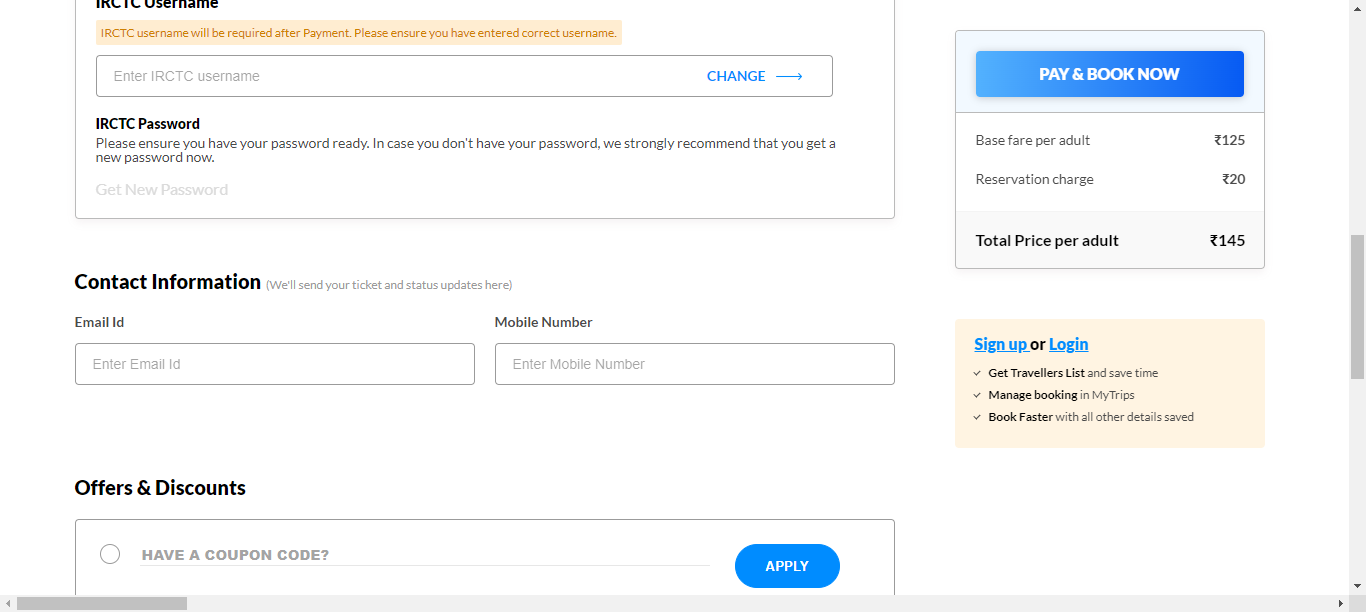 IRCTC Username
IRCTC username will be required after Payment. Please ensure you have entered correct username.
Enter IRCTC username
CHANGE
IRCTC Password
Please ensure you have your password ready. In case you don't have your password, we strongly recommend that you get a
new password now.
Get New Password
Contact Information (We'll send your ticket and status updates here)
Email Id
Mobile Number
Enter Email Id
Enter Mobile Number
Offers & Discounts
HAVE A COUPON CODE?
APPLY
PAY & BOOK NOW
Base fare per adult ₹125
Reservation charge ₹20
Total Price per adult ₹145
Sign up or Login
Get Travellers List and save time
Manage booking in MyTrips
Book Faster with all other details saved